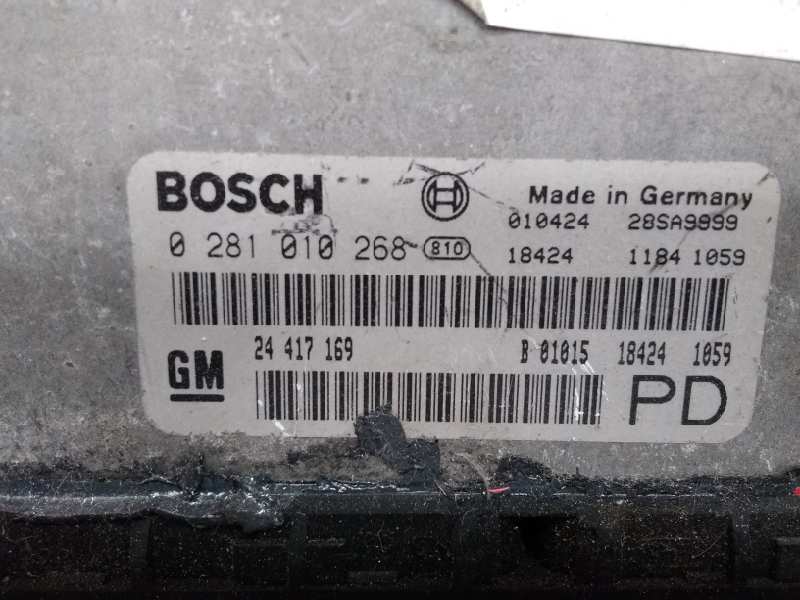 BOSCH Made in Germany
010424 28SA9999
0 281 010 268 810 18424 1184 1059
24 417 169 B 01015 18424 1059
GM PD